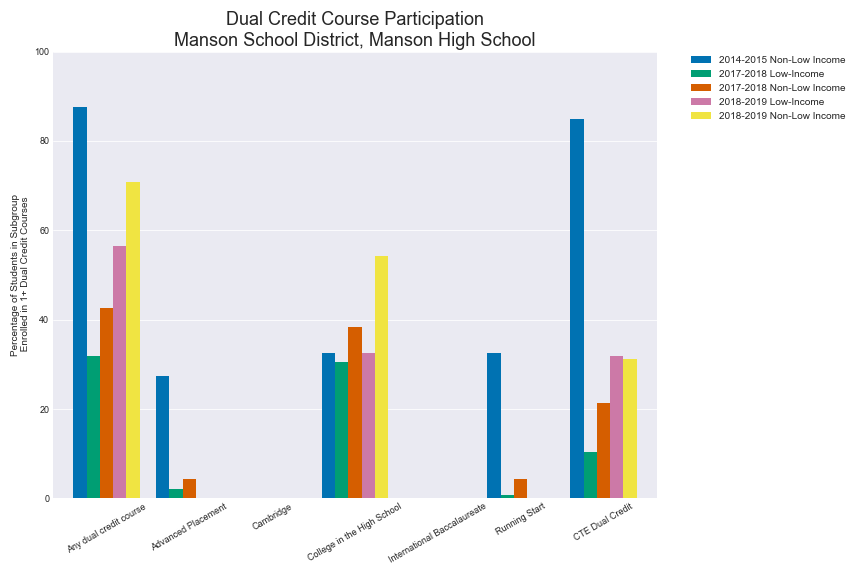 Dual Credit Course Participation
Manson School District, Manson High School
Percentage of Students in Subgroup
Enrolled in 1+ Dual Credit Courses
100
80
60
40
20
0
Any dual credit course
Advanced Placement
Cambridge
College in the High School
International Baccalaureate
Running Start
CTE Dual Credit
2014-2015 Non-Low Income
2017-2018 Low-Income
2017-2018 Non-Low Income
2018-2019 Low-Income
2018-2019 Non-Low Income